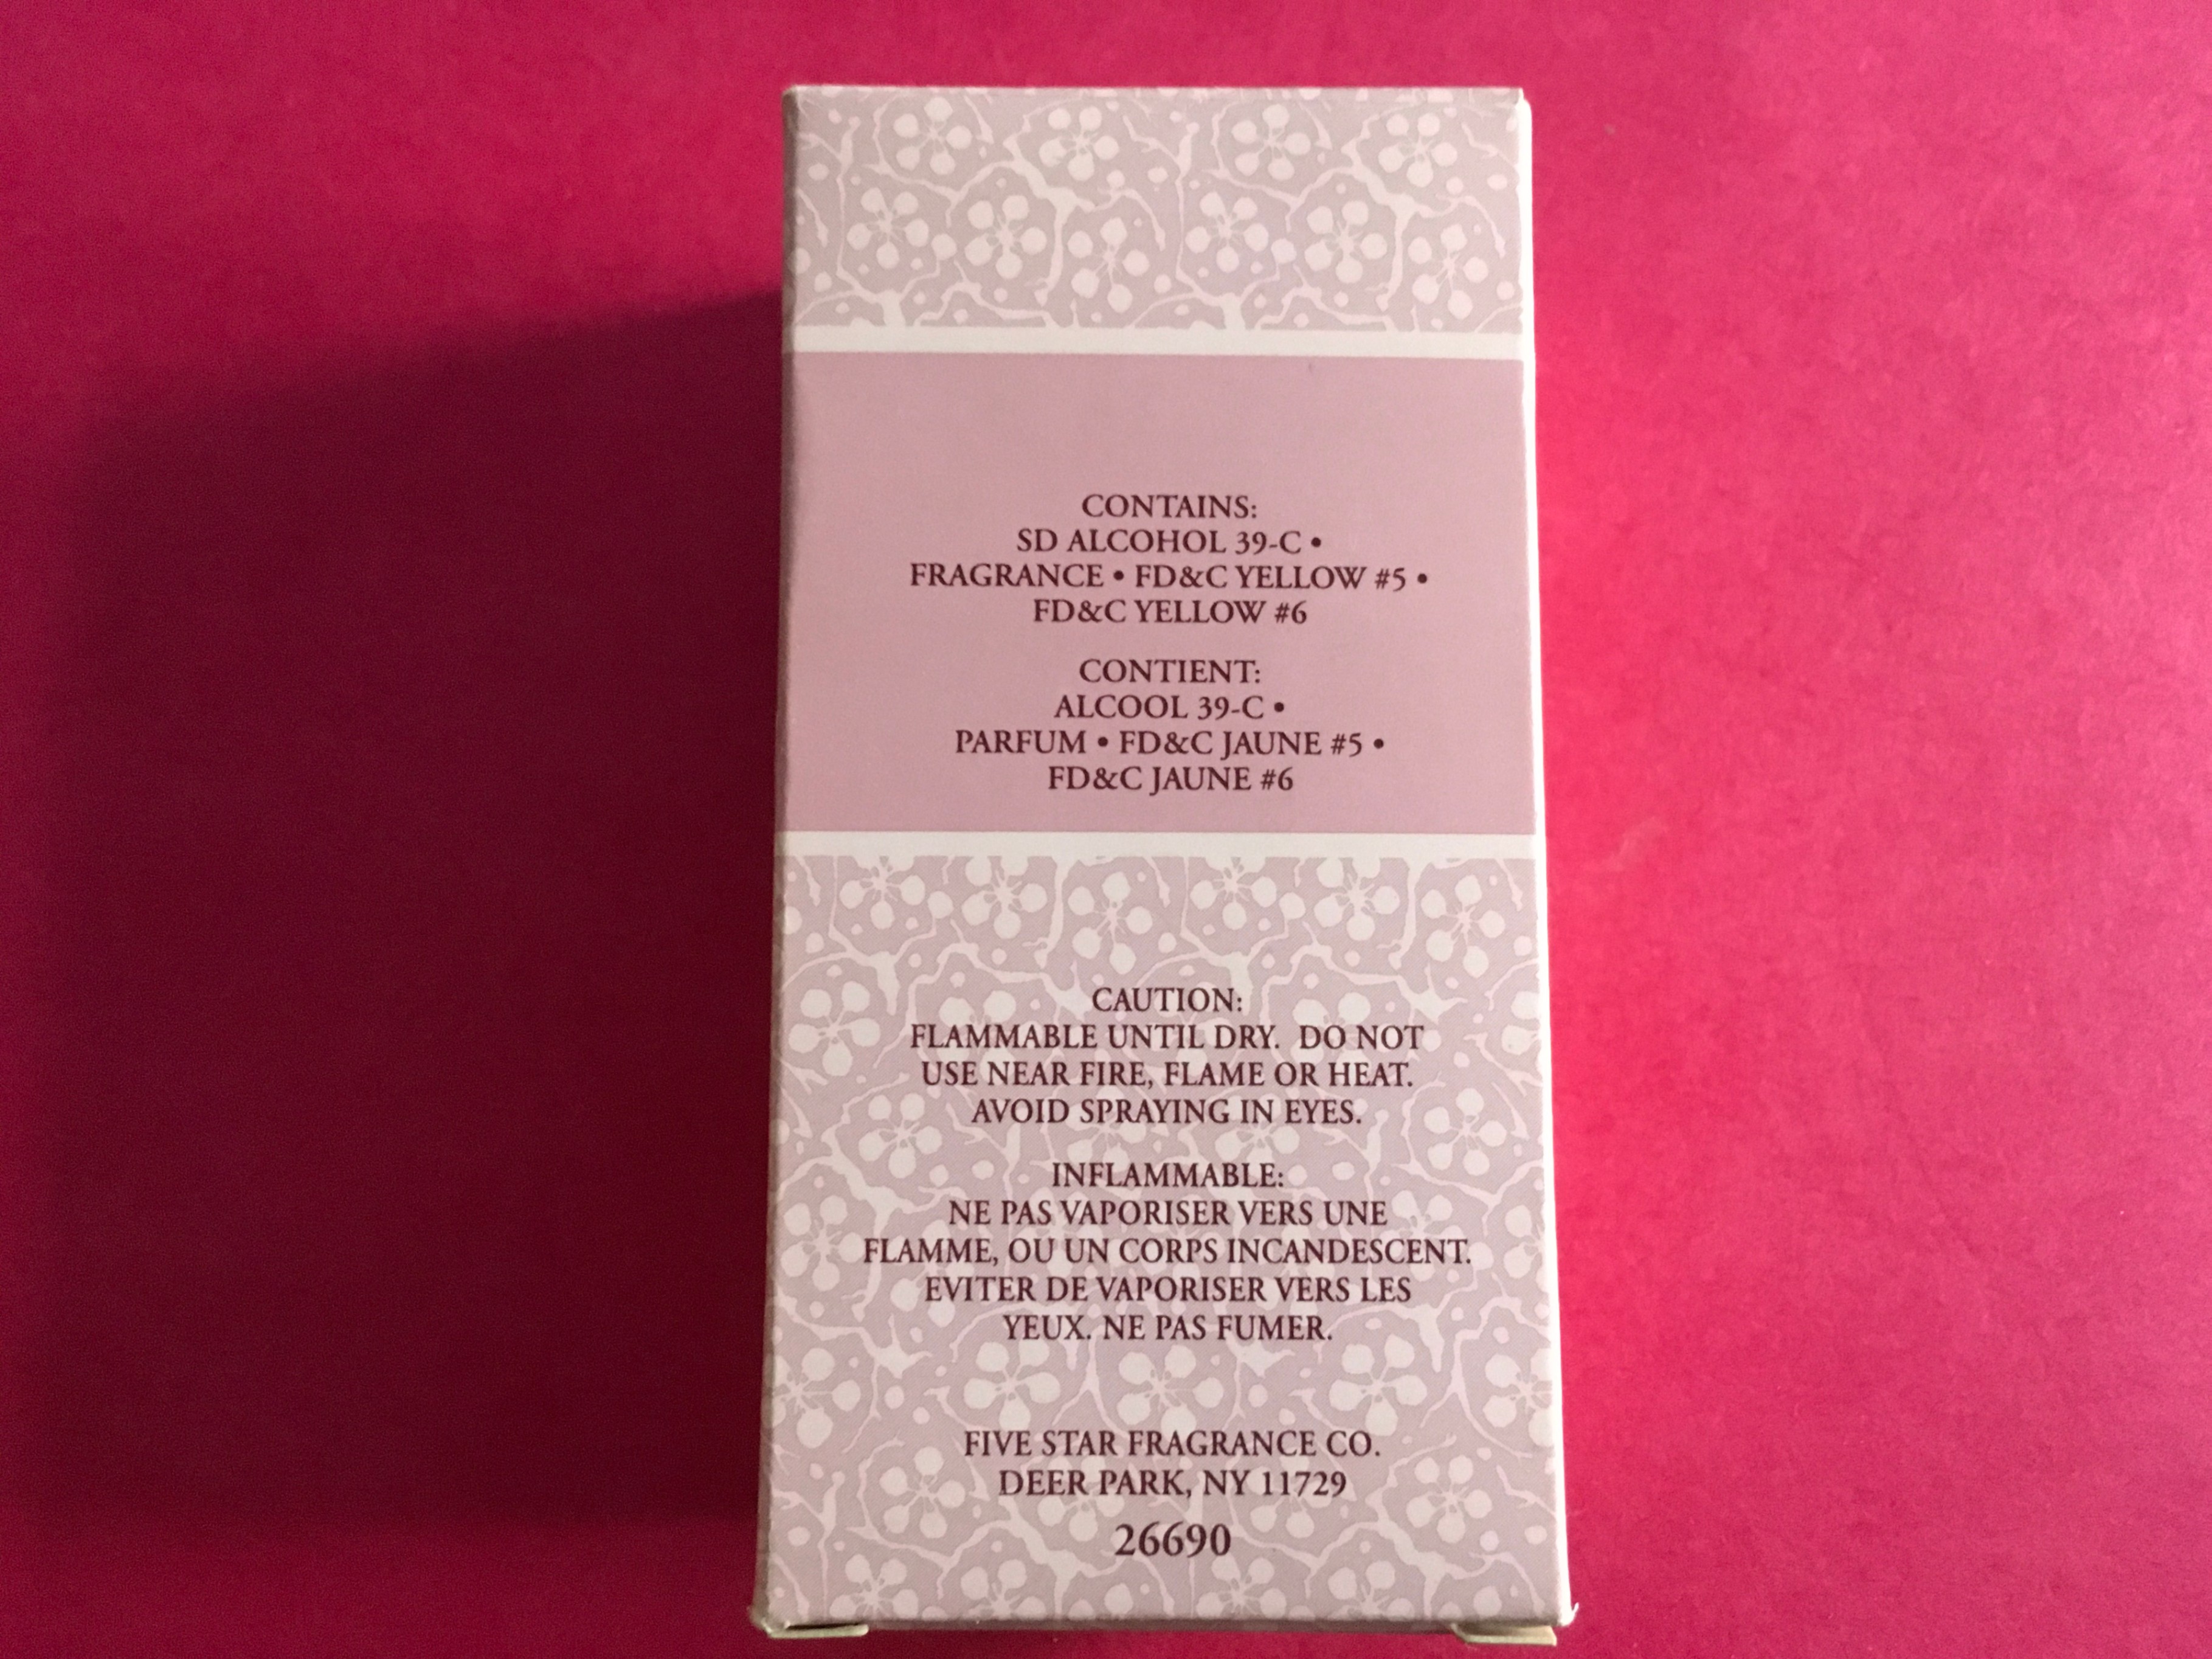 CONTAINS:
SD ALCOHOL 39-C •
FRAGRANCE • FD&C YELLOW #5 •
FD&C YELLOW #6
CONTIENT:
ALCOOL 39-C •
PARFUM • FD&C JAUNE #5 •
FD&C JAUNE #6
CAUTION:
FLAMMABLE UNTIL DRY. DO NOT
USE NEAR FIRE, FLAME OR HEAT.
AVOID SPRAYING IN EYES.
INFLAMMABLE:
NE PAS VAPORISER VERS UNE
FLAMME, OU UN CORPS INCANDESCENT.
EVITER DE VAPORISER VERS LES
YEUX. NE PAS FUMER.
FIVE STAR FRAGRANCE CO.
DEER PARK, NY 11729
26690